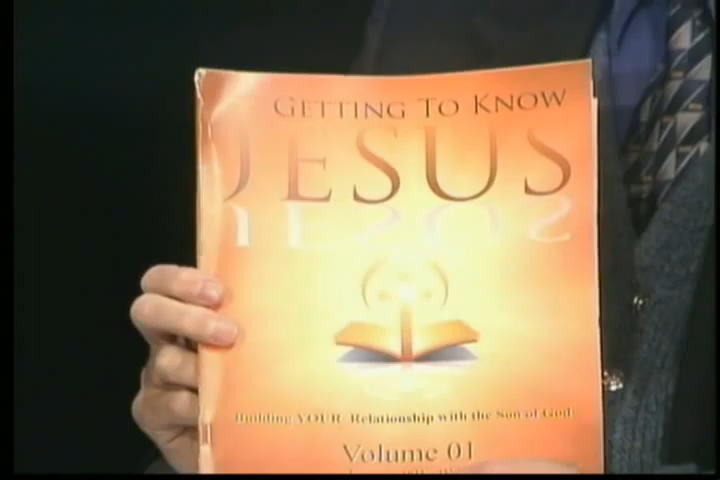 GETTING TO KNOW
JESUS
Building YOUR Relationship with the Son of God
Volume 01